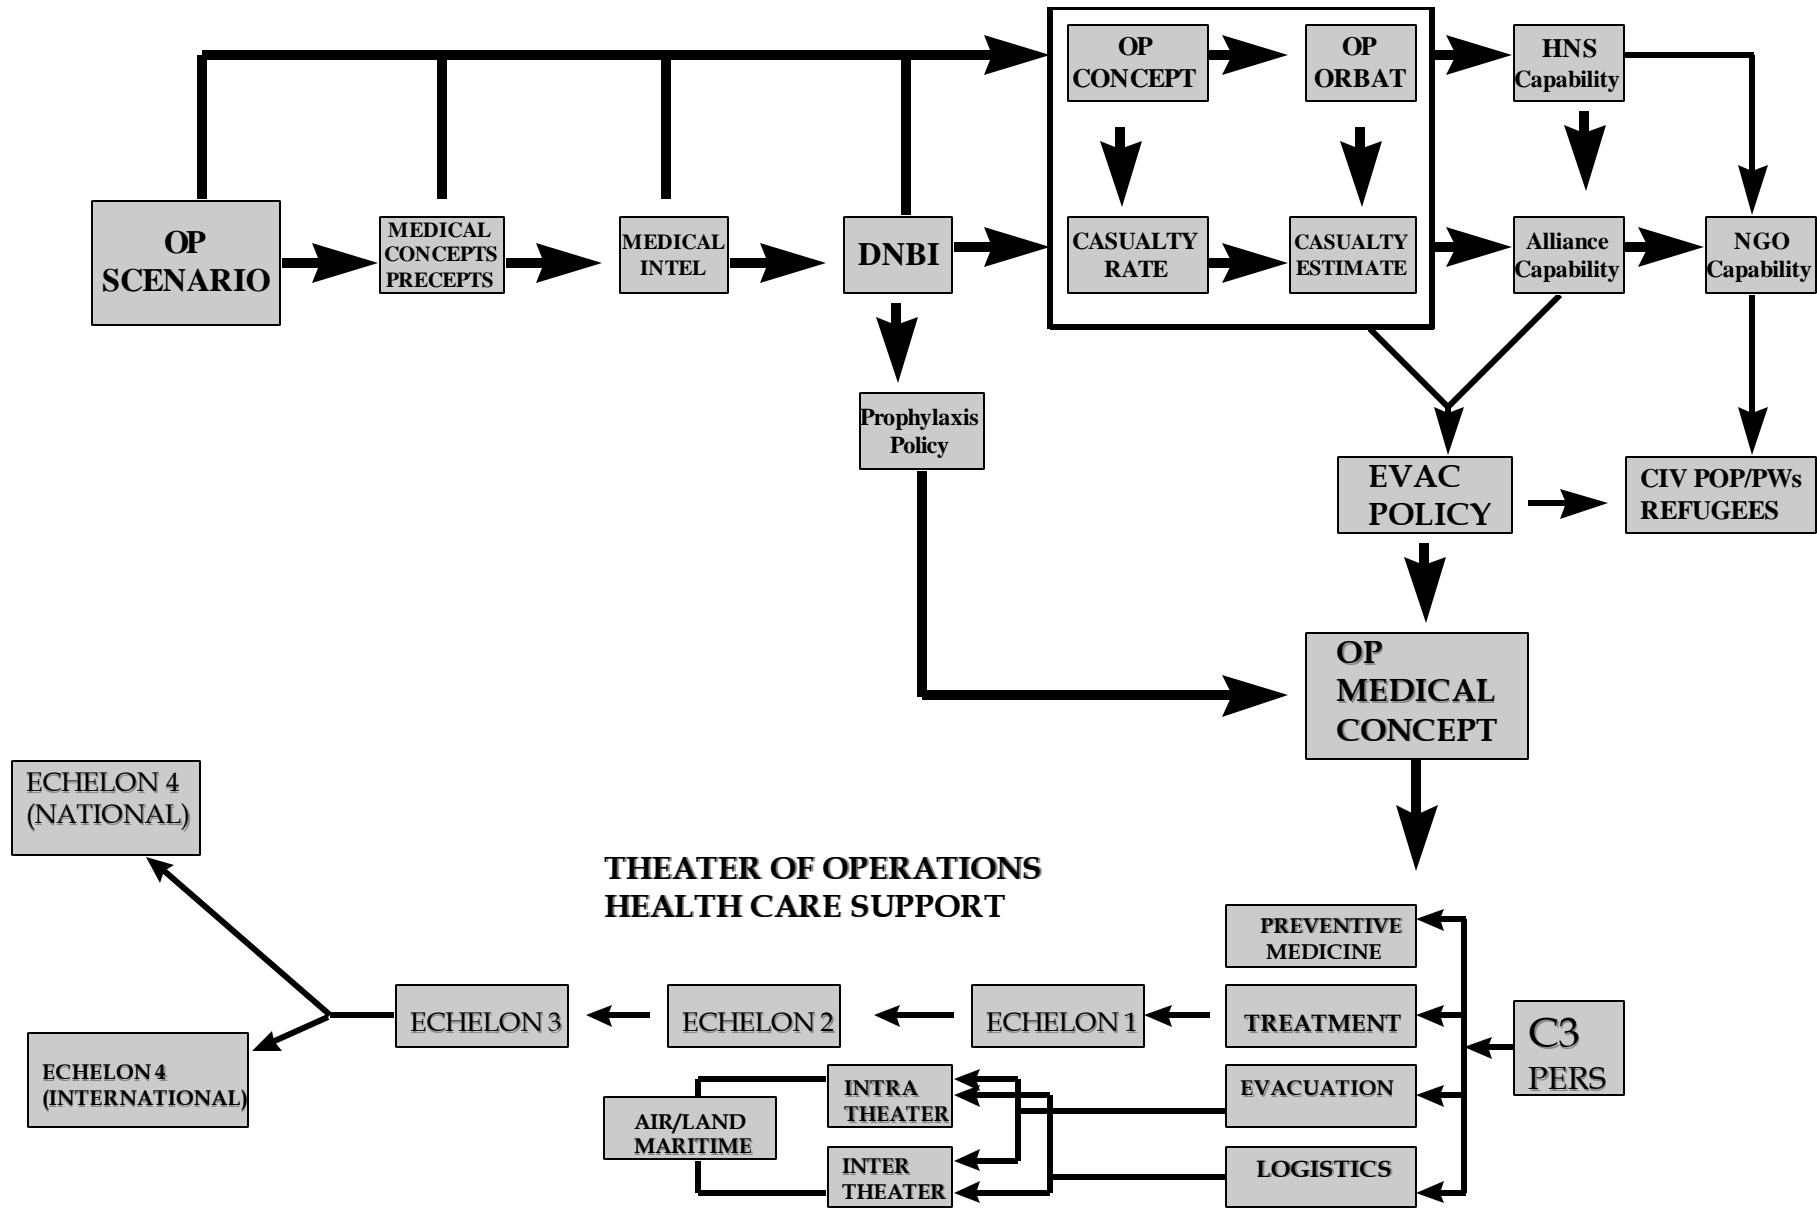 OP
CONCEPT
OP
ORBAT
HNS
Capability
OP
SCENARIO
MEDICAL
CONCEPTS
PRECEPTS
MEDICAL
INTEL
DNBI
CASUALTY
RATE
CASUALTY
ESTIMATE
Alliance
Capability
NGO
Capability
Prophylaxis
Policy
EVAC
POLICY
CIV POP/PWs
REFUGEES
OP
MEDICAL
CONCEPT
ECHELON 4
(NATIONAL)
THEATER OF OPERATIONS
HEALTH CARE SUPPORT
PREVENTIVE
MEDICINE
ECHELON 3
ECHELON 2
ECHELON 1
TREATMENT
C3
PERS
ECHELON 4
(INTERNATIONAL)
AIR/LAND
MARITIME
INTRA
THEATER
EVACUATION
INTER
THEATER
LOGISTICS